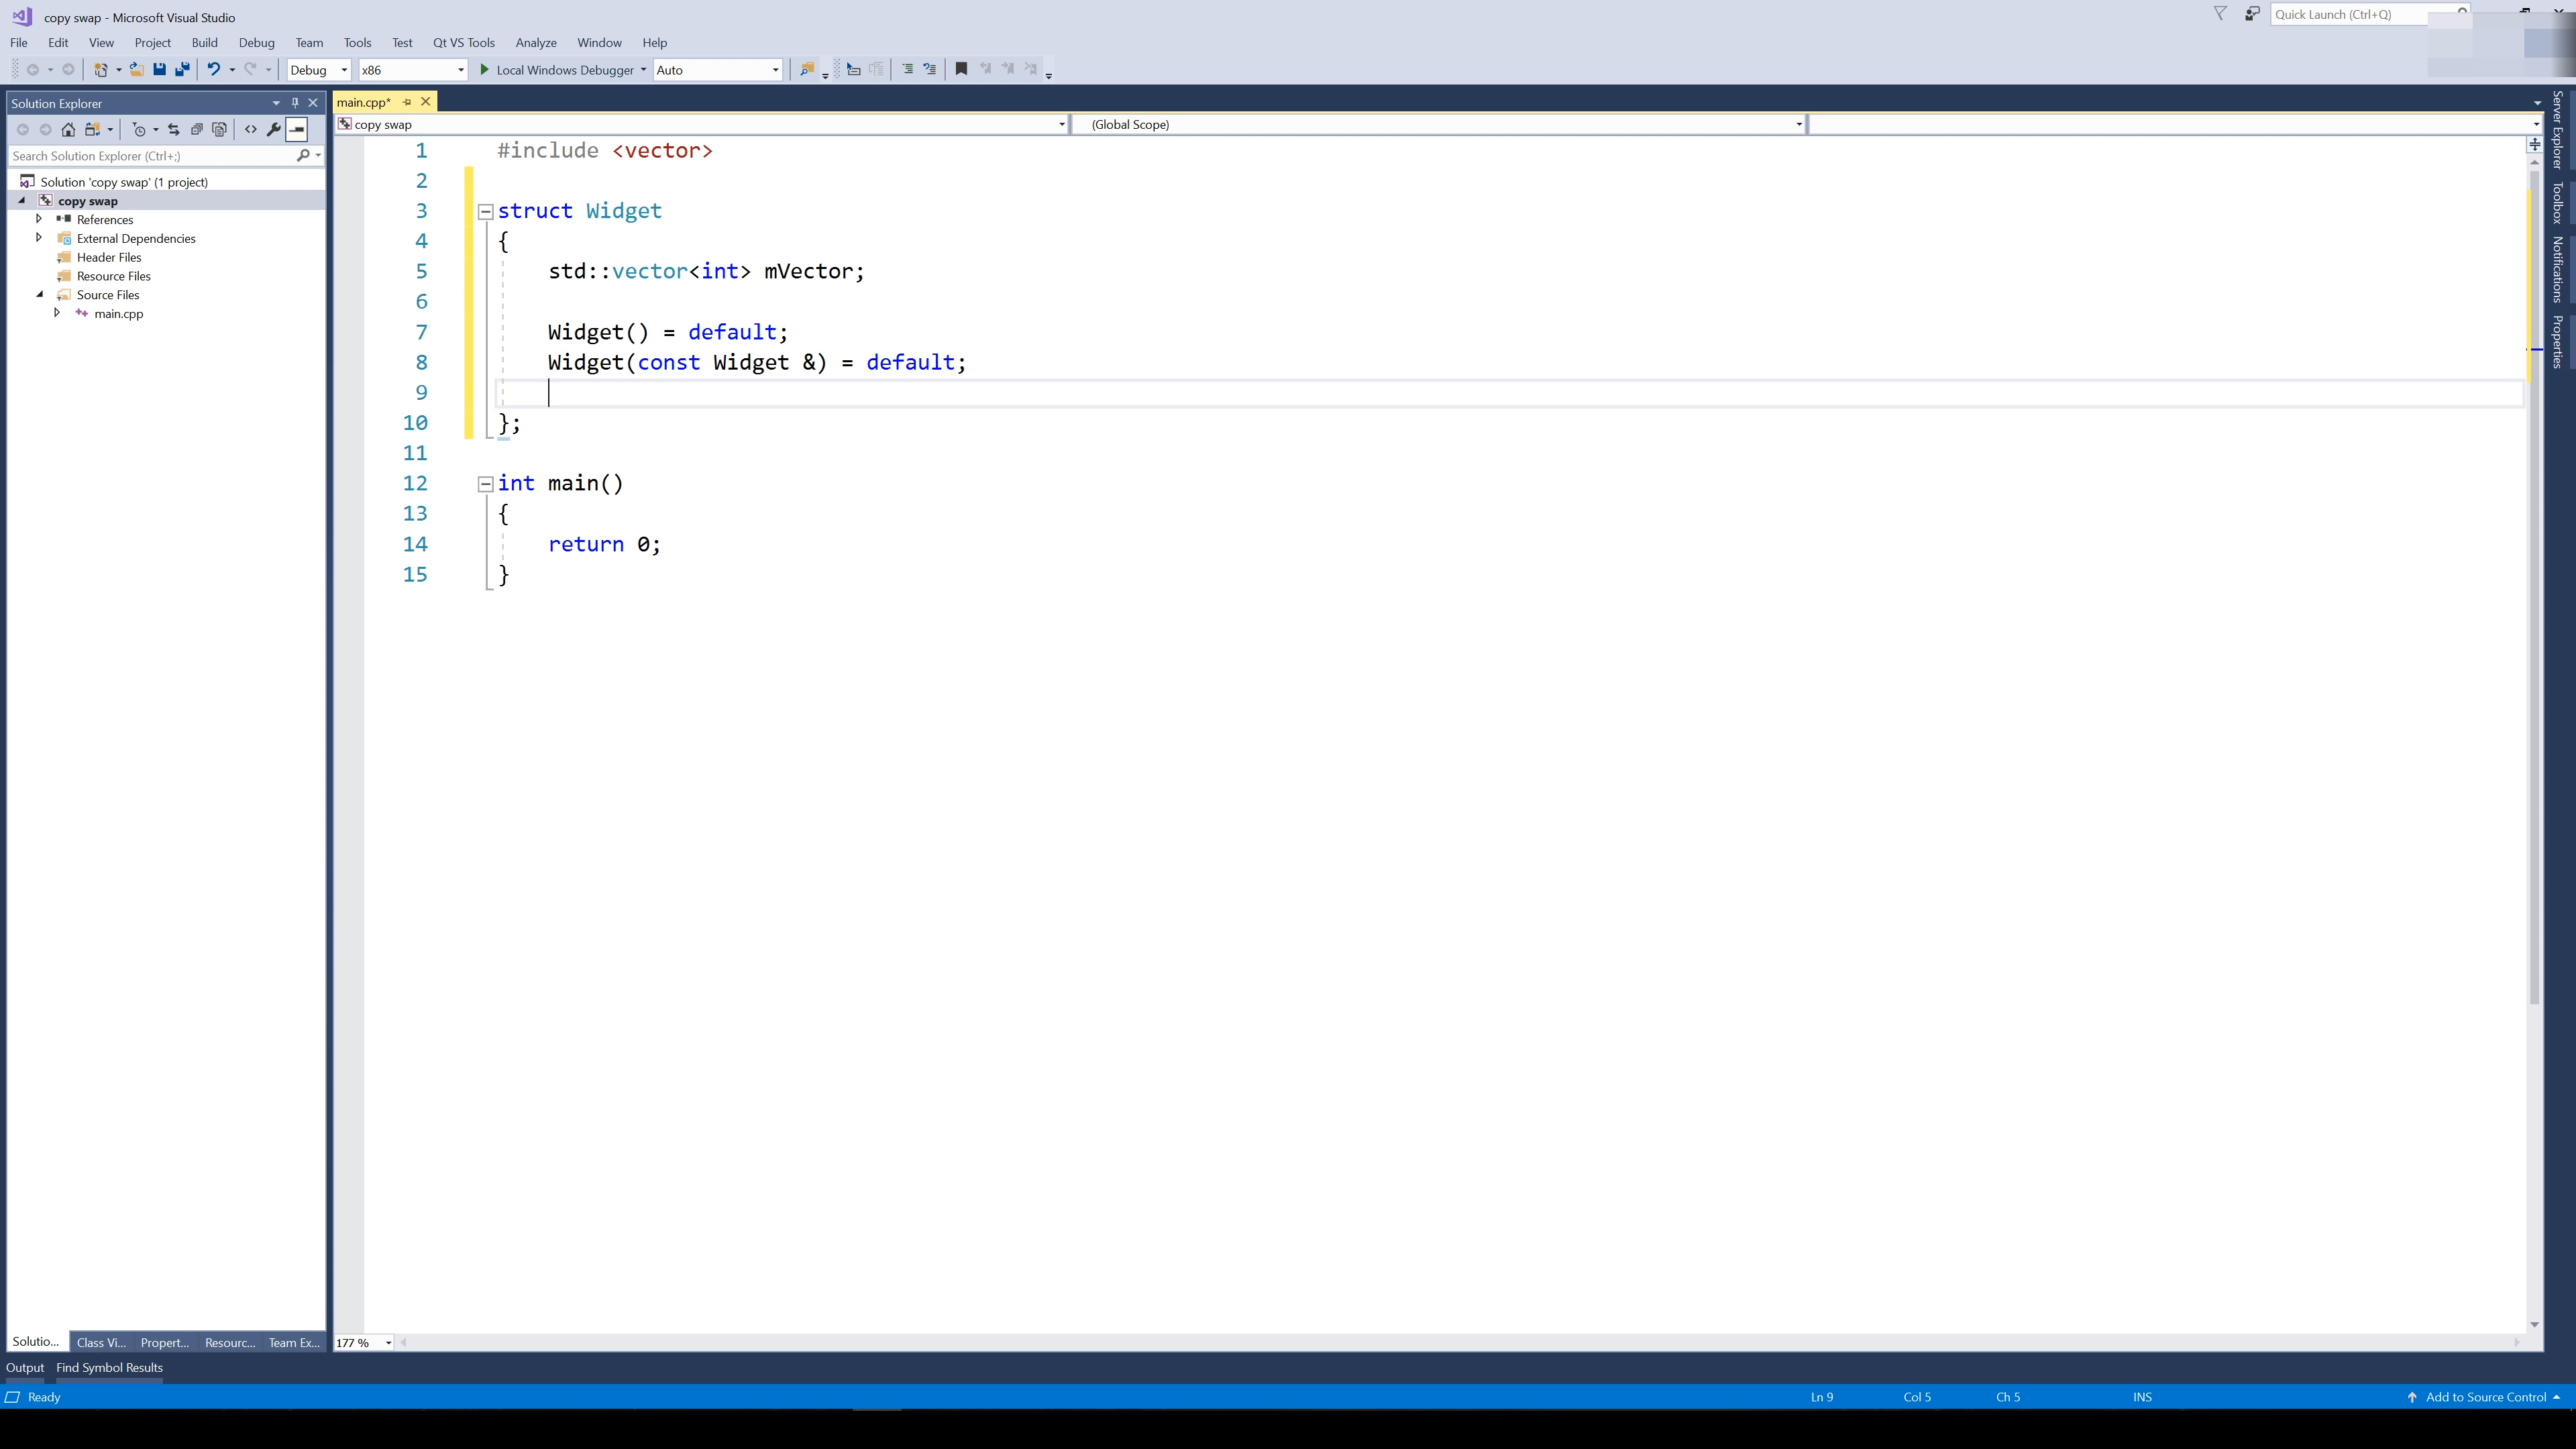 copy swap - Microsoft Visual Studio
Quick Launch (Ctrl+Q)
File Edit View Project Build Debug Team Tools Test Qt VS Tools Analyze Window Help
Debug x86 Local Windows Debugger Auto
Solution Explorer
Search Solution Explorer (Ctrl+;)
Solution 'copy swap' (1 project)
copy swap
References
External Dependencies
Header Files
Resource Files
Source Files
main.cpp
main.cpp*
copy swap (Global Scope)
1 #include <vector>
2
3 struct Widget
4 {
5 std::vector<int> mVector;
6
7 Widget() = default;
8 Widget(const Widget &) = default;
9
10 };
11
12 int main()
13 {
14 return 0;
15 }
Server Explorer
Toolbox
Notifications
Properties
177 %
Solutio... Class Vi... Propert... Resourc... Team Ex...
Output Find Symbol Results
Ready Ln 9 Col 5 Ch 5 INS Add to Source Control